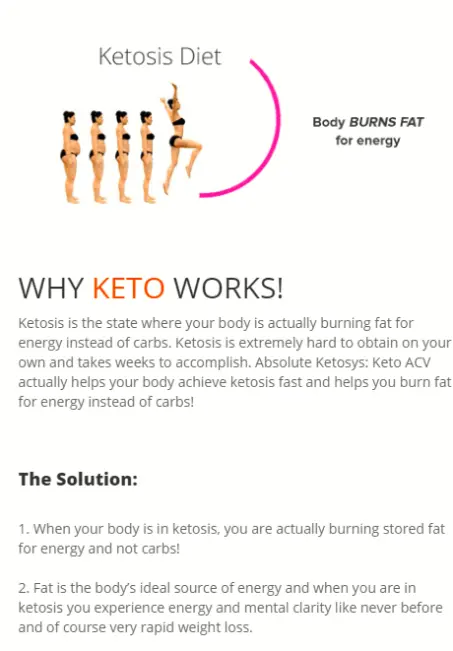 Ketosis Diet
Body BURNS FAT
for energy
WHY KETO WORKS!
Ketosis is the state where your body is actually burning fat for
energy instead of carbs. Ketosis is extremely hard to obtain on your
own and takes weeks to accomplish. Absolute Ketosys: Keto ACV
actually helps your body achieve ketosis fast and helps you burn fat
for energy instead of carbs!
The Solution:
1. When your body is in ketosis, you are actually burning stored fat
for energy and not carbs!
2. Fat is the body’s ideal source of energy and when you are in
ketosis you experience energy and mental clarity like never before
and of course very rapid weight loss.